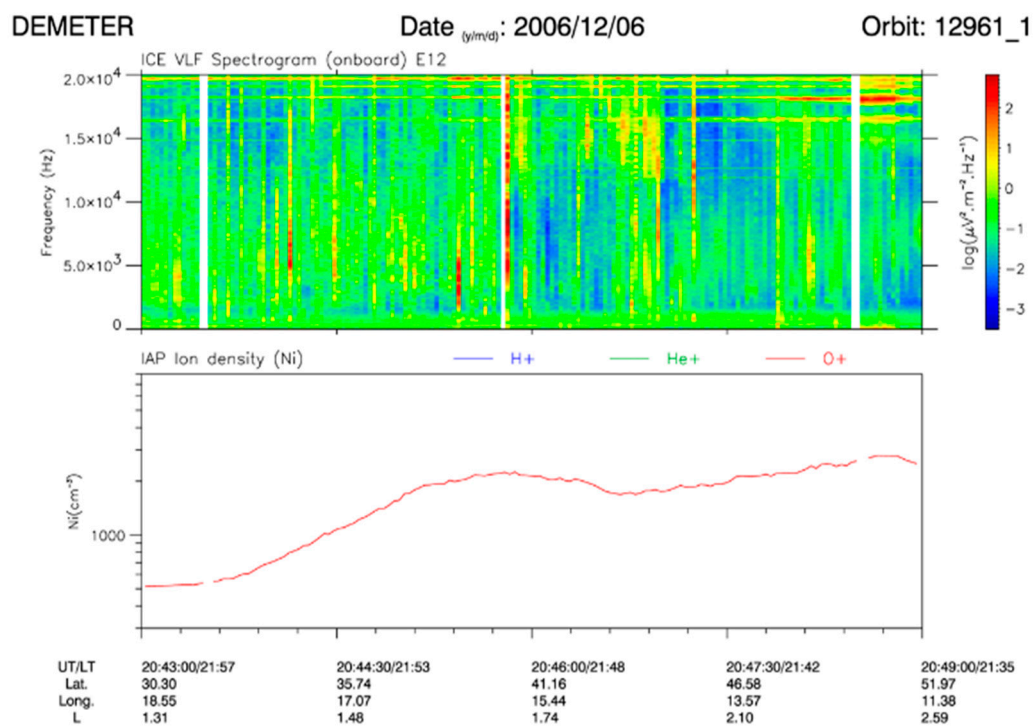 DEMETER Date (y/m/d): 2006/12/06 Orbit: 12961_1
ICE VLF Spectrogram (onboard) E12
2.0×10⁴
1.5×10⁴
1.0×10⁴
5.0×10³
0
Frequency (Hz)
2
1
0
−1
−2
−3
log(μV².m⁻².Hz⁻¹)
IAP Ion density (Ni) H+ He+ O+
Ni(cm⁻³)
1000
UT/LT 20:43:00/21:57 20:44:30/21:53 20:46:00/21:48 20:47:30/21:42 20:49:00/21:35
Lat. 30.30 35.74 41.16 46.58 51.97
Long. 18.55 17.07 15.44 13.57 11.38
L 1.31 1.48 1.74 2.10 2.59